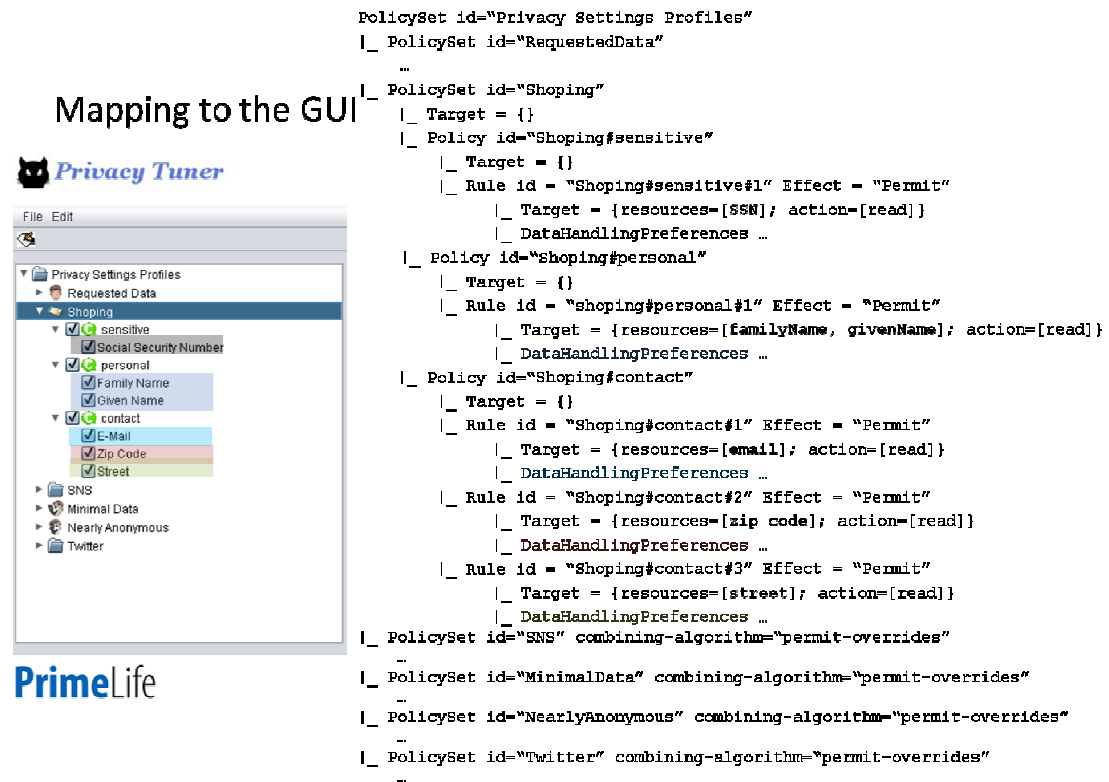 Mapping to the GUI
Privacy Tuner
File Edit
Privacy Settings Profiles
Requested Data
Shoping
sensitive
Social Security Number
personal
Family Name
Given Name
contact
E-Mail
Zip Code
Street
SNS
Minimal Data
Nearly Anonymous
Twitter
PrimeLife
PolicySet id=“Privacy Settings Profiles”
|_ PolicySet id=“RequestedData”
…
|_ PolicySet id=“Shoping”
|_ Target = {}
|_ Policy id=“Shoping#sensitive”
|_ Target = {}
|_ Rule id = “Shoping#sensitive#1” Effect = “Permit”
|_ Target = {resources=[SSN]; action=[read]}
|_ DataHandlingPreferences …
|_ Policy id=“Shoping#personal”
|_ Target = {}
|_ Rule id = “shoping#personal#1” Effect = “Permit”
|_ Target = {resources=[familyName, givenName]; action=[read]}
|_ DataHandlingPreferences …
|_ Policy id=“Shoping#contact”
|_ Target = {}
|_ Rule id = “Shoping#contact#1” Effect = “Permit”
|_ Target = {resources=[email]; action=[read]}
|_ DataHandlingPreferences …
|_ Rule id = “Shoping#contact#2” Effect = “Permit”
|_ Target = {resources=[zip code]; action=[read]}
|_ DataHandlingPreferences …
|_ Rule id = “Shoping#contact#3” Effect = “Permit”
|_ Target = {resources=[street]; action=[read]}
|_ DataHandlingPreferences …
|_ PolicySet id=“SNS” combining-algorithm=“permit-overrides”
…
|_ PolicySet id=“MinimalData” combining-algorithm=“permit-overrides”
…
|_ PolicySet id=“NearlyAnonymous” combining-algorithm=“permit-overrides”
…
|_ PolicySet id=“Twitter” combining-algorithm=“permit-overrides”
…